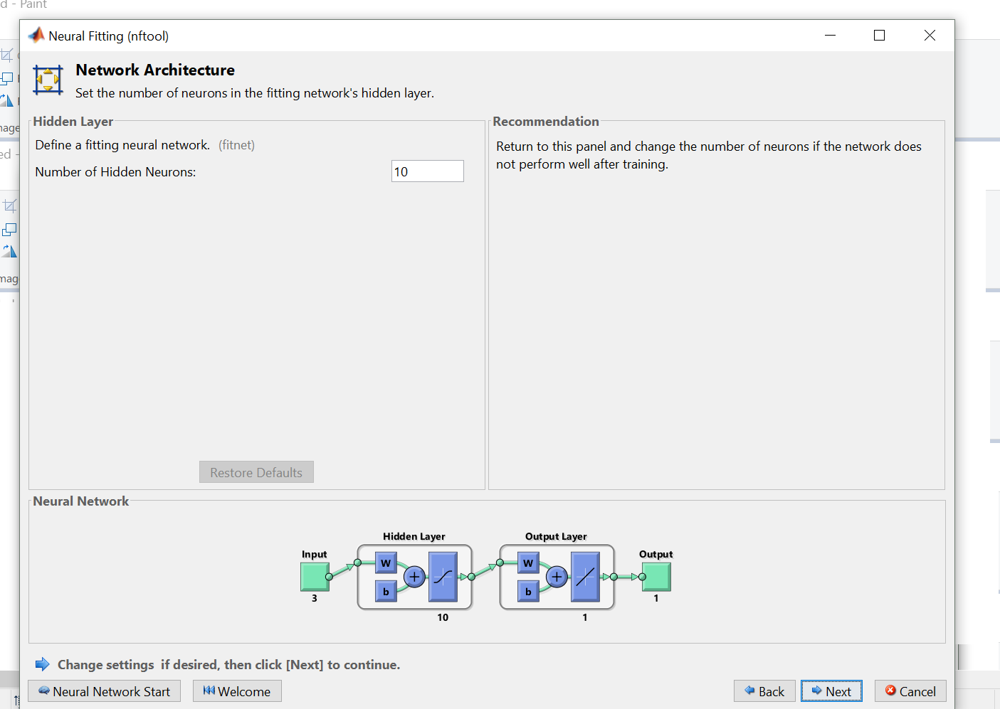 d - Paint
Neural Fitting (nftool)
Network Architecture
Set the number of neurons in the fitting network's hidden layer.
Hidden Layer
Define a fitting neural network. (fitnet)
Number of Hidden Neurons: 10
Restore Defaults
Recommendation
Return to this panel and change the number of neurons if the network does
not perform well after training.
nage
ed -
mag
Neural Network
Hidden Layer
Output Layer
Input
Output
W
b
+
W
b
+
3
10
1
1
Change settings if desired, then click [Next] to continue.
Neural Network Start
Welcome
Back
Next
Cancel